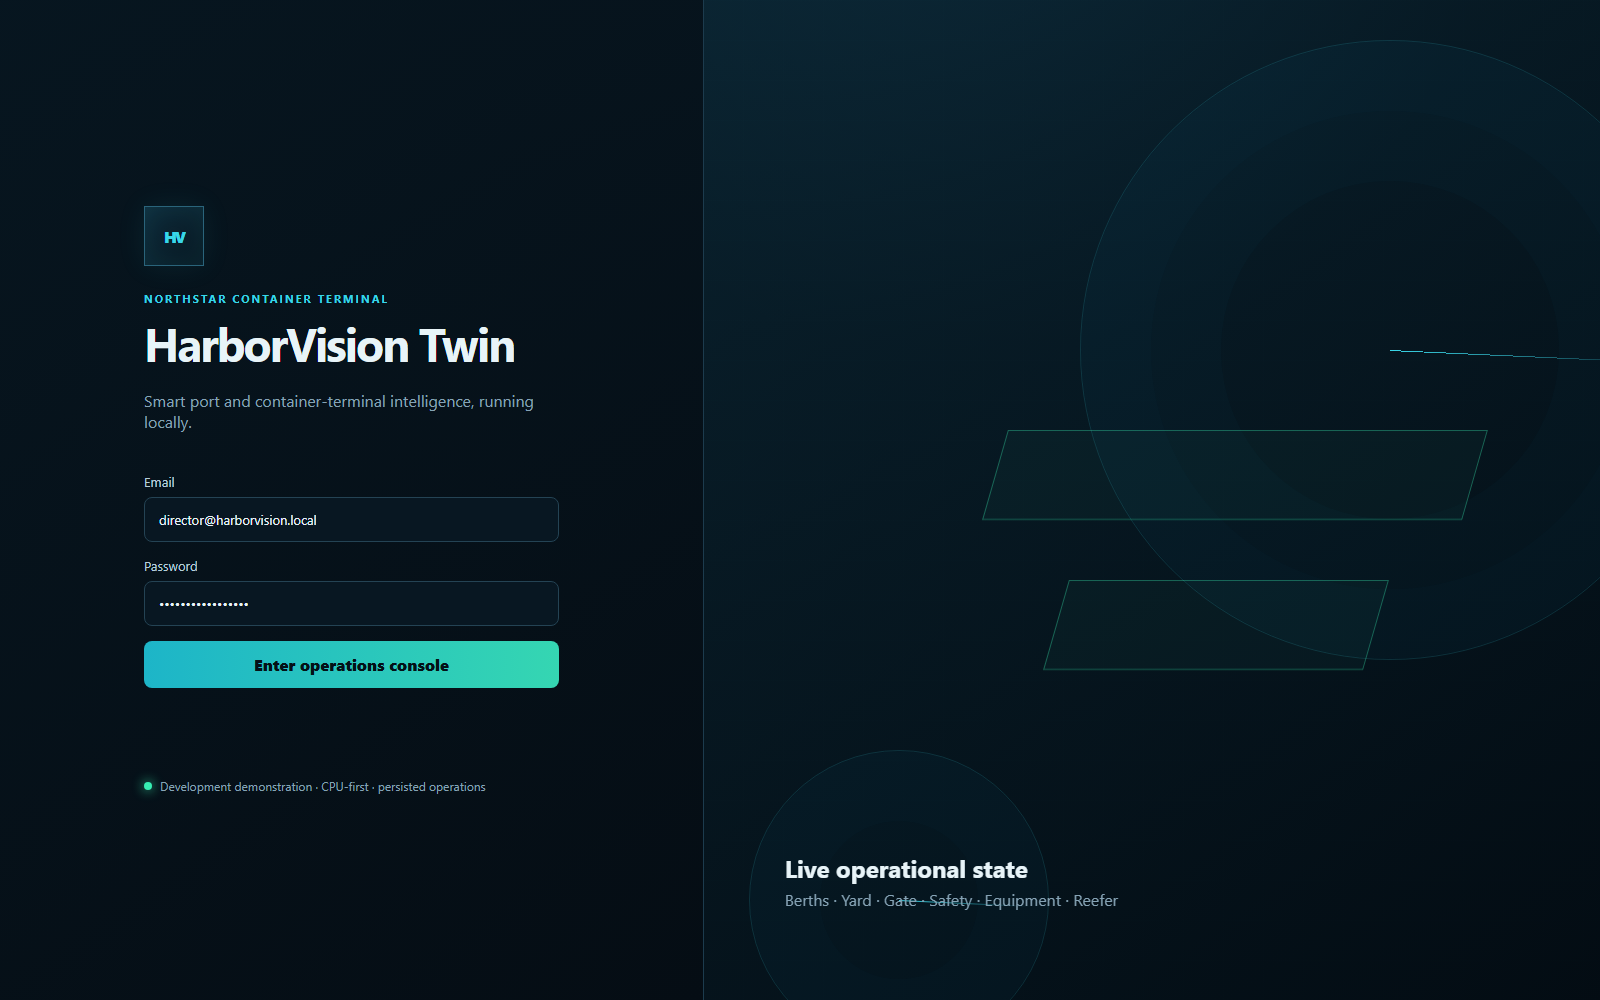 HV
NORTHSTAR CONTAINER TERMINAL
HarborVision Twin
Smart port and container-terminal intelligence, running
locally.
Email
director@harborvision.local
Password
•••••••••••••••••
Enter operations console
Development demonstration · CPU-first · persisted operations
Live operational state
Berths · Yard · Gate · Safety · Equipment · Reefer